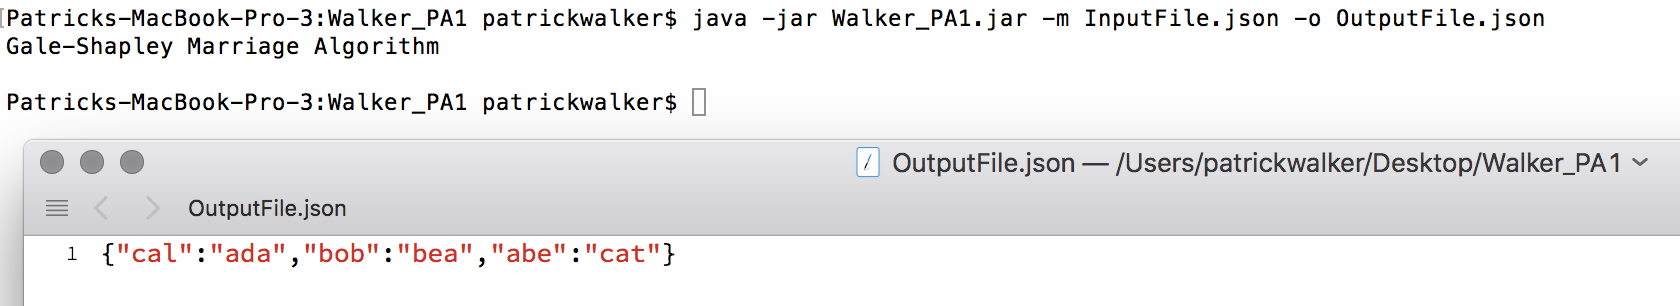 Patricks-MacBook-Pro-3:Walker_PA1 patrickwalker$ java -jar Walker_PA1.jar -m InputFile.json -o OutputFile.json
Gale-Shapley Marriage Algorithm
Patricks-MacBook-Pro-3:Walker_PA1 patrickwalker$
OutputFile.json — /Users/patrickwalker/Desktop/Walker_PA1
OutputFile.json
1 {"cal":"ada","bob":"bea","abe":"cat"}